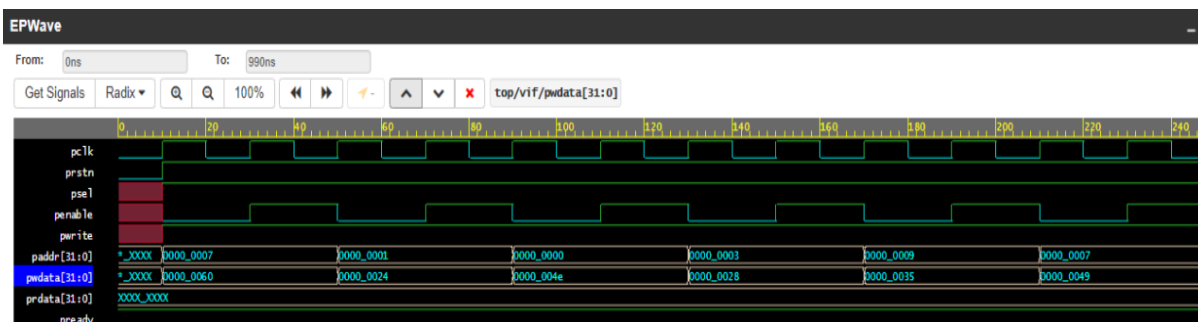 EPWave
From: 0ns To: 990ns
Get Signals Radix 100% top/vif/pwdata[31:0]
0 20 40 60 80 100 120 140 160 180 200 220 240
pclk
prstn
psel
penable
pwrite
paddr[31:0] *_XXXX 0000_0007 0000_0001 0000_0000 0000_0003 0000_0009 0000_0007
pwdata[31:0] *_XXXX 0000_0060 0000_0024 0000_004e 0000_0028 0000_0035 0000_0049
prdata[31:0] XXXX_XXXX
pready